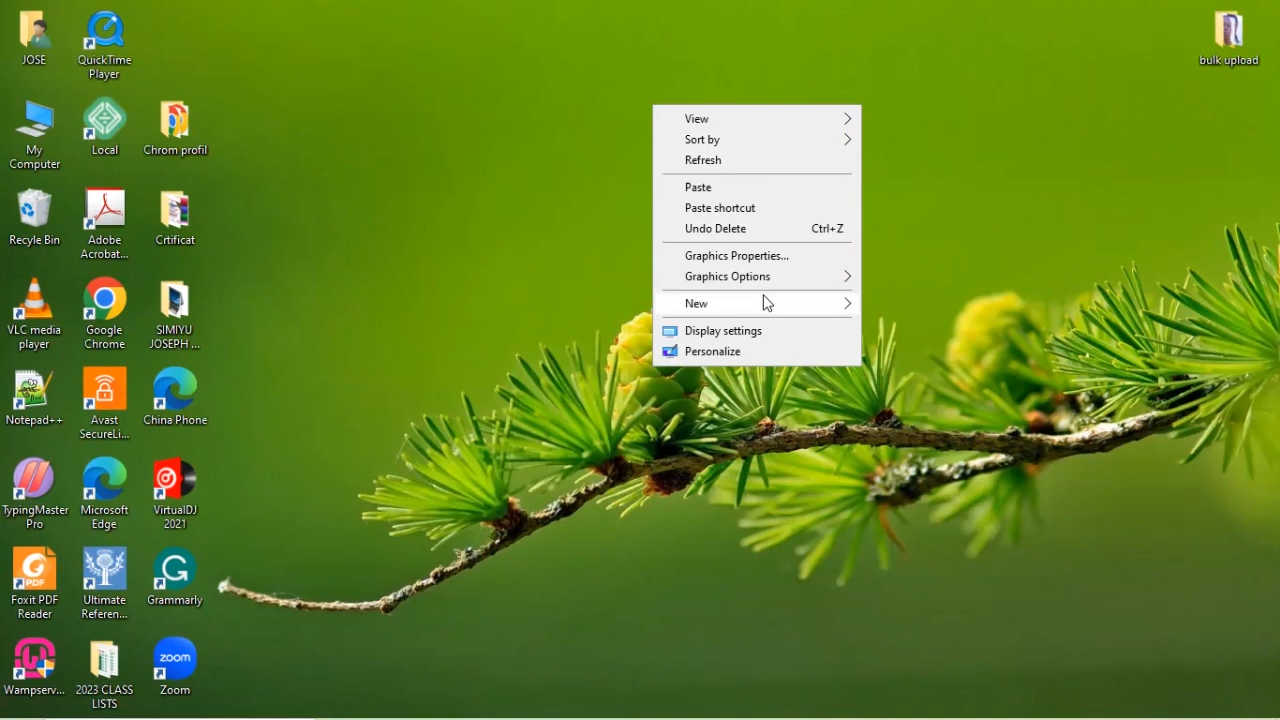 JOSE
QuickTime
Player
bulk upload
My
Computer
Local
Chrom profil
Recyle Bin
Adobe
Acrobat...
Crtificat
VLC media
player
Google
Chrome
SIMIYU
JOSEPH ...
Notepad++
Avast
SecureLi...
China Phone
TypingMaster
Pro
Microsoft
Edge
VirtualDJ
2021
PDF
Foxit PDF
Reader
Ultimate
Referen...
Grammarly
Wampserv...
2023 CLASS
LISTS
zoom
Zoom
View
Sort by
Refresh
Paste
Paste shortcut
Undo Delete Ctrl+Z
Graphics Properties...
Graphics Options
New
Display settings
Personalize